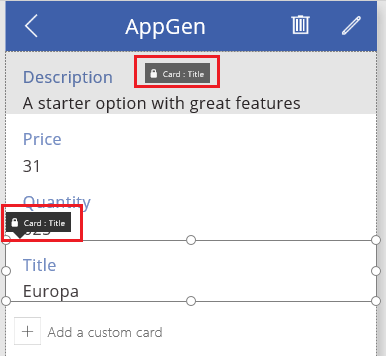 AppGen
Description
Card : Title
A starter option with great features
Price
31
Quantity
Card : Title
Title
Europa
Add a custom card